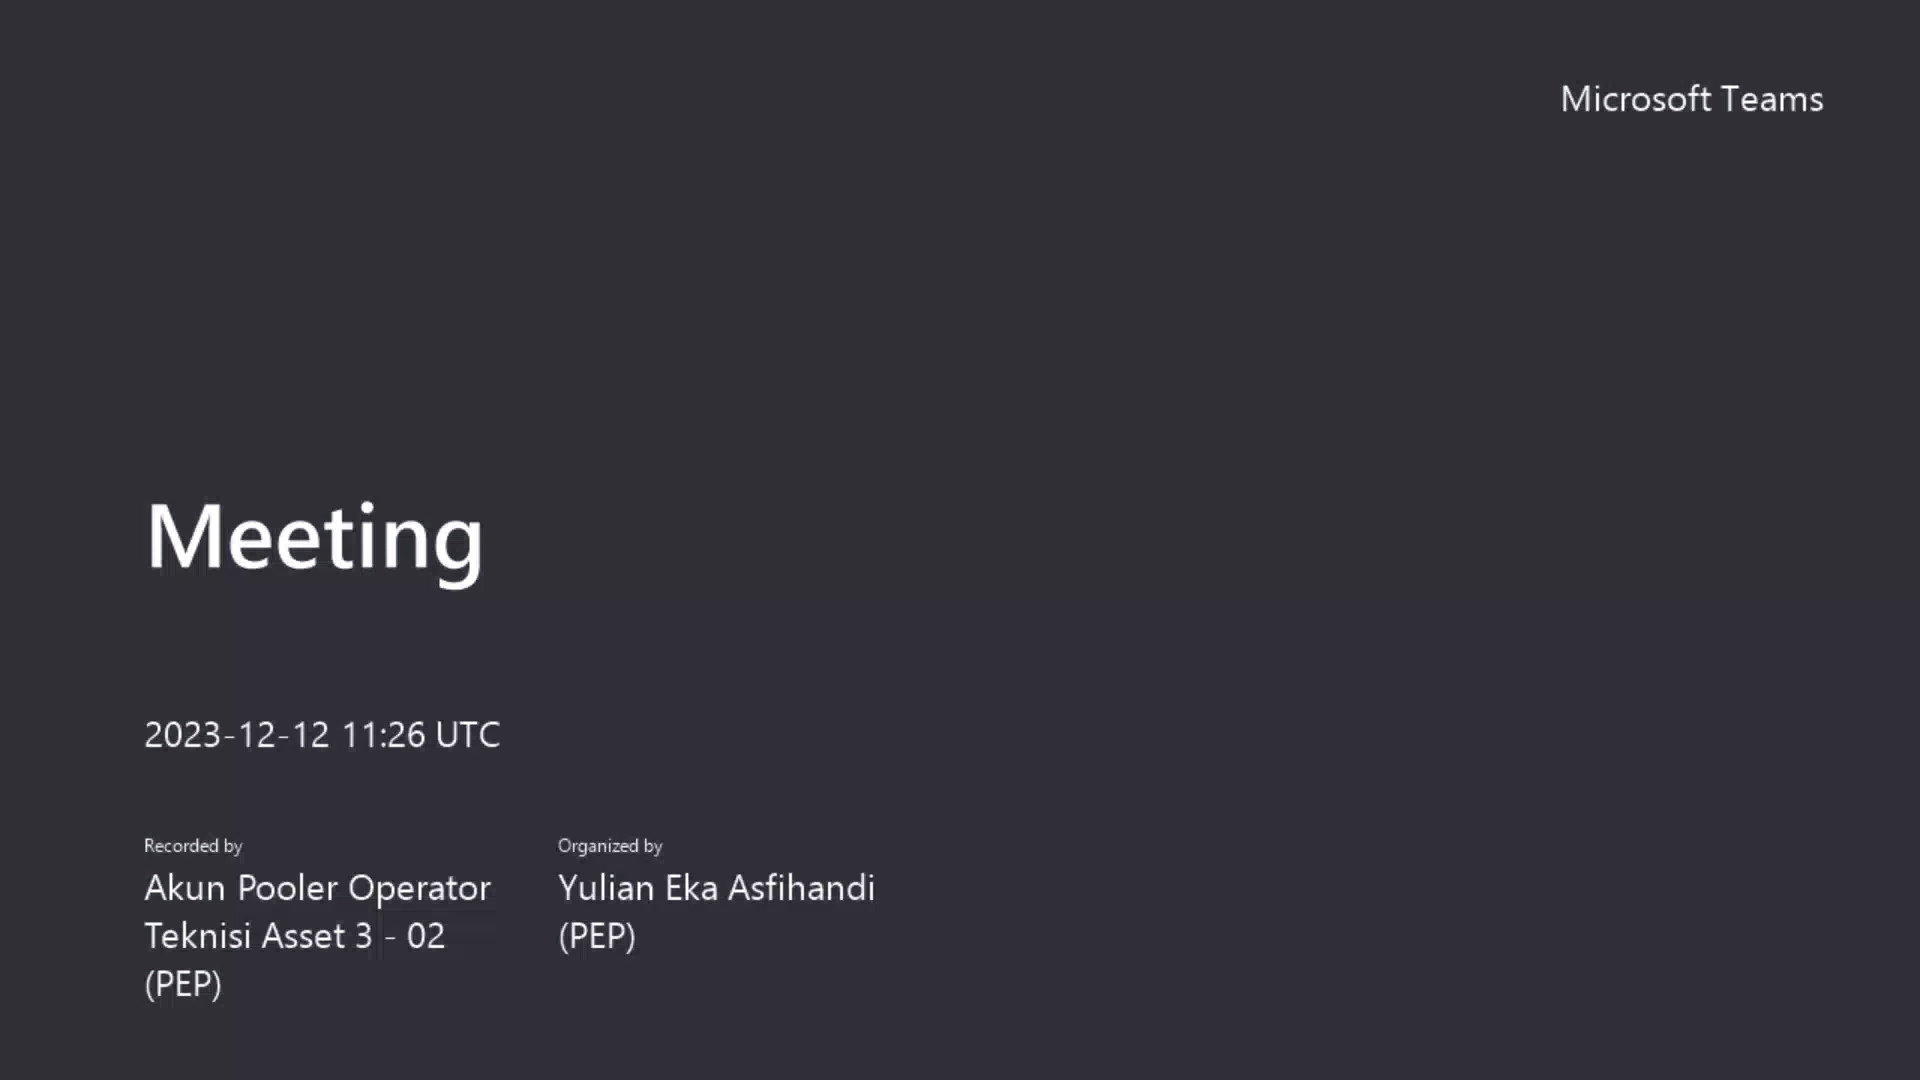 Microsoft Teams
Meeting
2023-12-12 11:26 UTC
Recorded by
Akun Pooler Operator
Teknisi Asset 3 - 02
(PEP)
Organized by
Yulian Eka Asfihandi
(PEP)